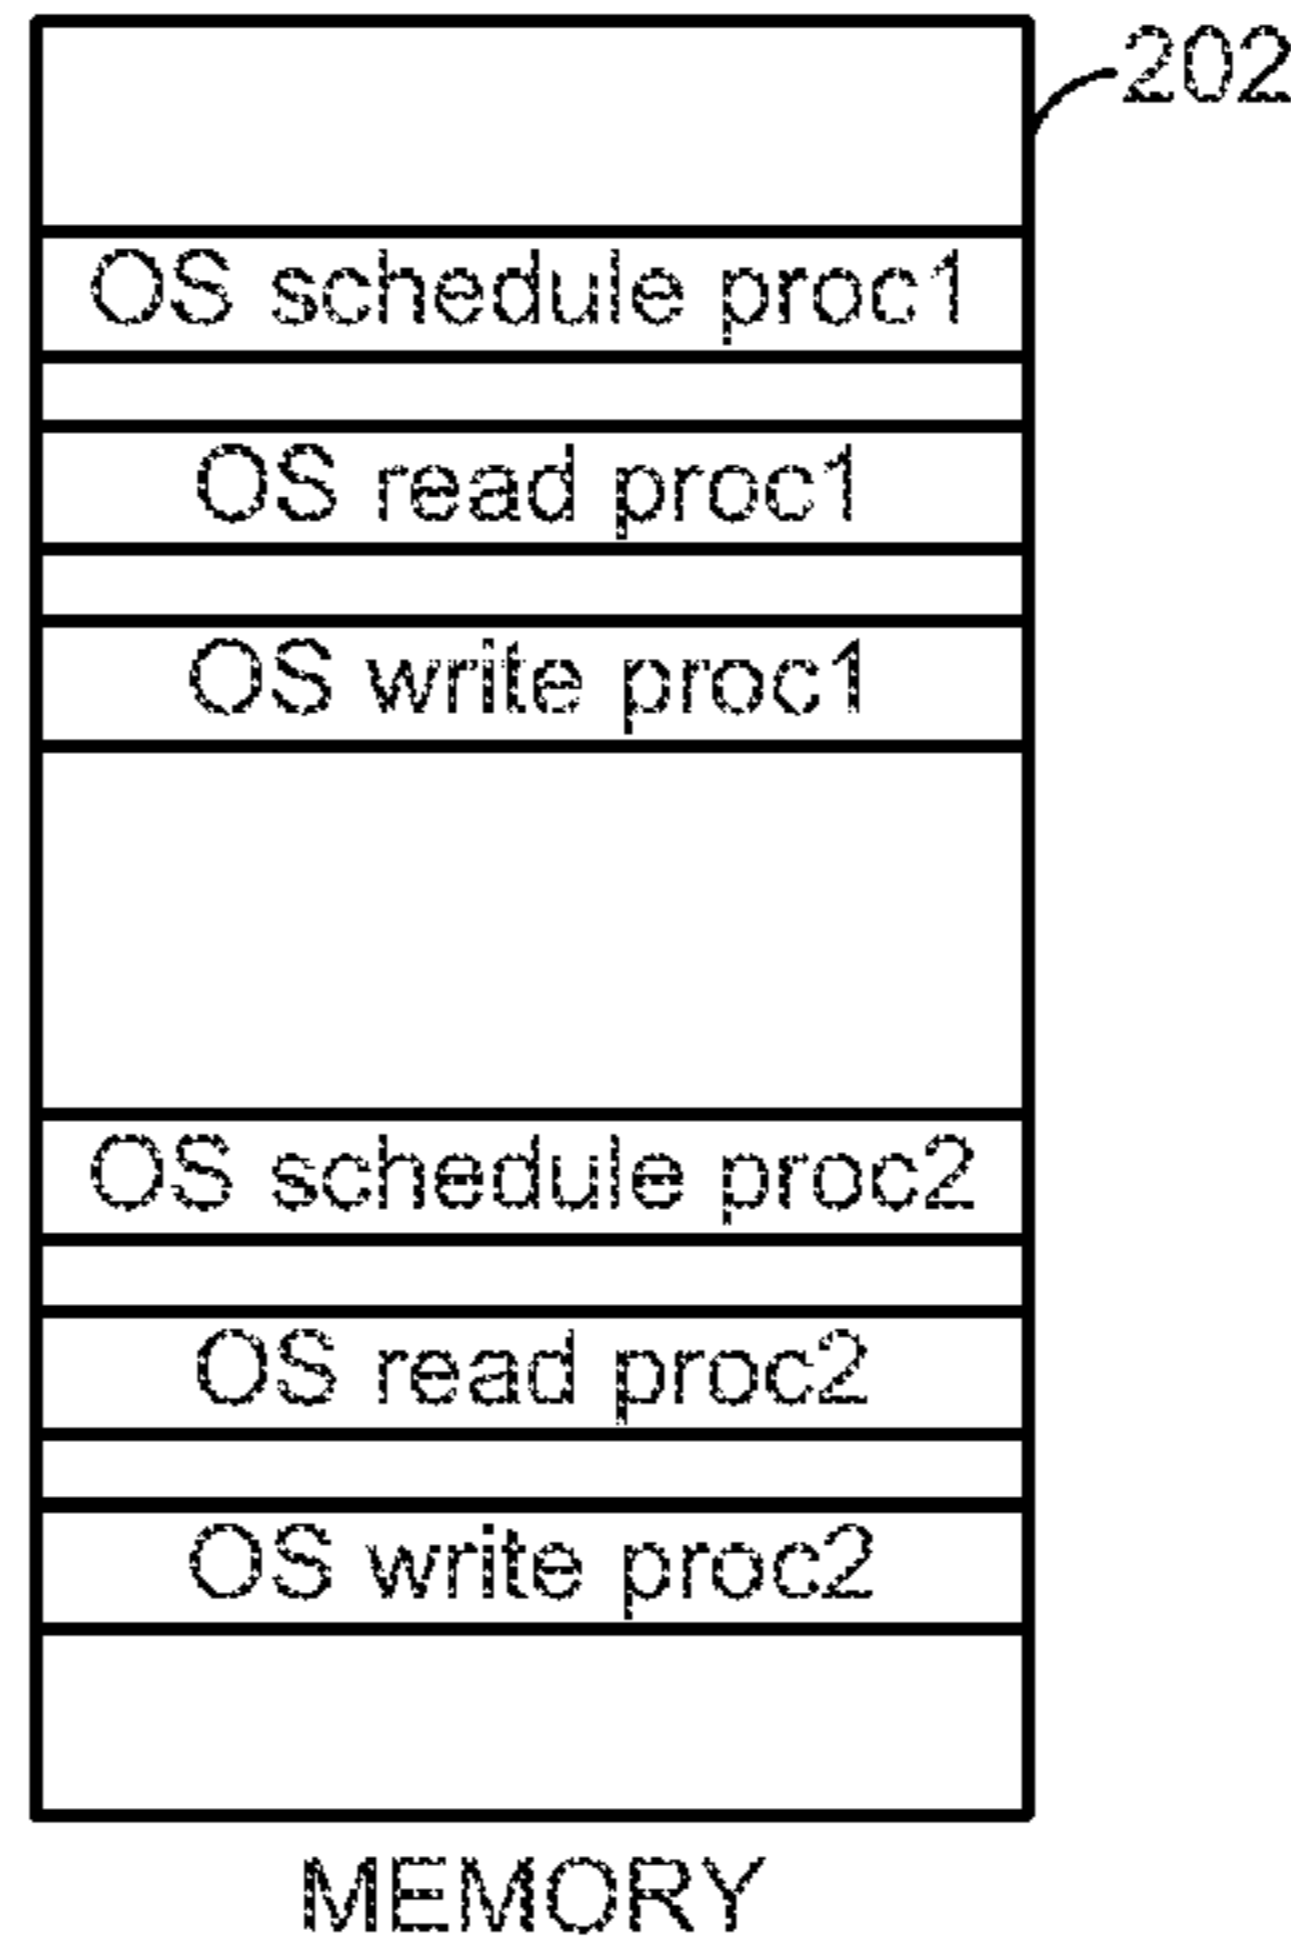 202
OS schedule proc1
OS read proc1
OS write proc1
OS schedule proc2
OS read proc2
OS write proc2
MEMORY